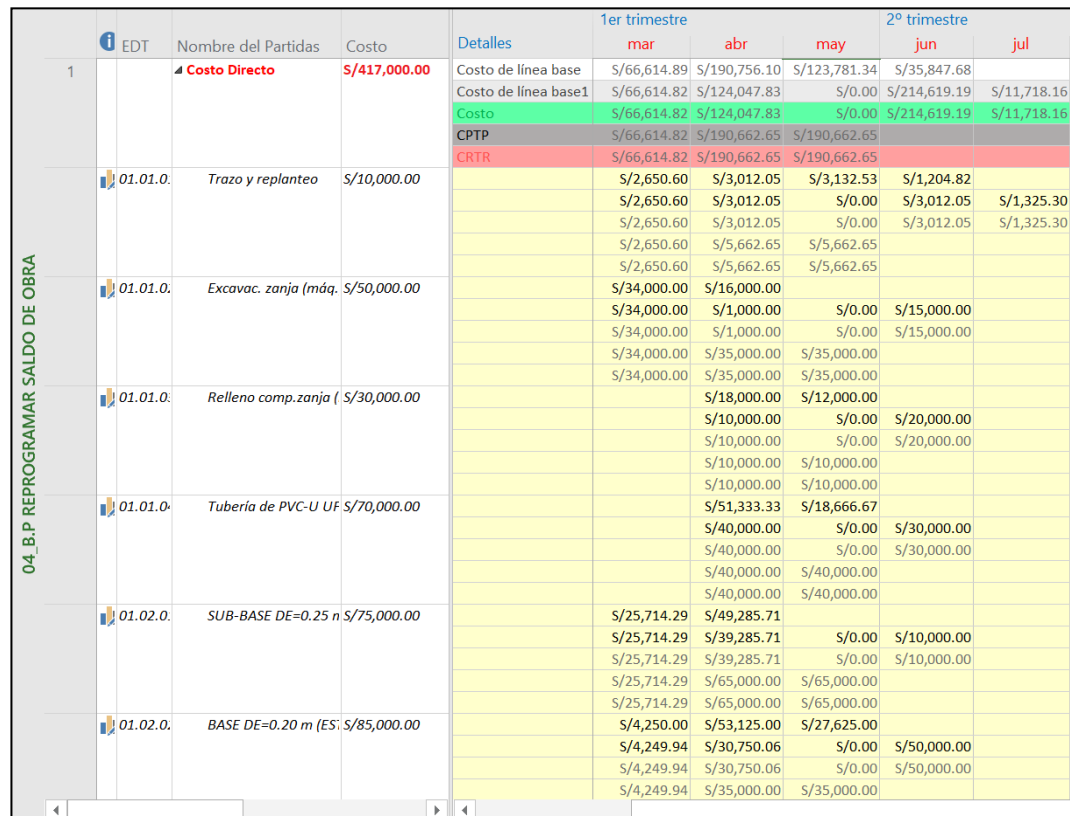 04_B.P REPROGRAMAR SALDO DE OBRA
1er trimestre 2º trimestre
EDT Nombre del Partidas Costo Detalles mar abr may jun jul
1 Costo Directo S/417,000.00 Costo de línea base S/66,614.89 S/190,756.10 S/123,781.34 S/35,847.68
Costo de línea base1 S/66,614.82 S/124,047.83 S/0.00 S/214,619.19 S/11,718.16
Costo S/66,614.82 S/124,047.83 S/0.00 S/214,619.19 S/11,718.16
CPTP S/66,614.82 S/190,662.65 S/190,662.65
CRTR S/66,614.82 S/190,662.65 S/190,662.65
01.01.0 Trazo y replanteo S/10,000.00 S/2,650.60 S/3,012.05 S/3,132.53 S/1,204.82
S/2,650.60 S/3,012.05 S/0.00 S/3,012.05 S/1,325.30
S/2,650.60 S/3,012.05 S/0.00 S/3,012.05 S/1,325.30
S/2,650.60 S/5,662.65 S/5,662.65
S/2,650.60 S/5,662.65 S/5,662.65
01.01.02 Excavac. zanja (máq. S/50,000.00 S/34,000.00 S/16,000.00
S/34,000.00 S/1,000.00 S/0.00 S/15,000.00
S/34,000.00 S/1,000.00 S/0.00 S/15,000.00
S/34,000.00 S/35,000.00 S/35,000.00
S/34,000.00 S/35,000.00 S/35,000.00
01.01.03 Relleno comp.zanja ( S/30,000.00 S/18,000.00 S/12,000.00
S/10,000.00 S/0.00 S/20,000.00
S/10,000.00 S/0.00 S/20,000.00
S/10,000.00 S/10,000.00
S/10,000.00 S/10,000.00
01.01.04 Tubería de PVC-U UF S/70,000.00 S/51,333.33 S/18,666.67
S/40,000.00 S/0.00 S/30,000.00
S/40,000.00 S/0.00 S/30,000.00
S/40,000.00 S/40,000.00
S/40,000.00 S/40,000.00
01.02.0 SUB-BASE DE=0.25 m S/75,000.00 S/25,714.29 S/49,285.71
S/25,714.29 S/39,285.71 S/0.00 S/10,000.00
S/25,714.29 S/39,285.71 S/0.00 S/10,000.00
S/25,714.29 S/65,000.00 S/65,000.00
S/25,714.29 S/65,000.00 S/65,000.00
01.02.02 BASE DE=0.20 m (EST S/85,000.00 S/4,250.00 S/53,125.00 S/27,625.00
S/4,249.94 S/30,750.06 S/0.00 S/50,000.00
S/4,249.94 S/30,750.06 S/0.00 S/50,000.00
S/4,249.94 S/35,000.00 S/35,000.00